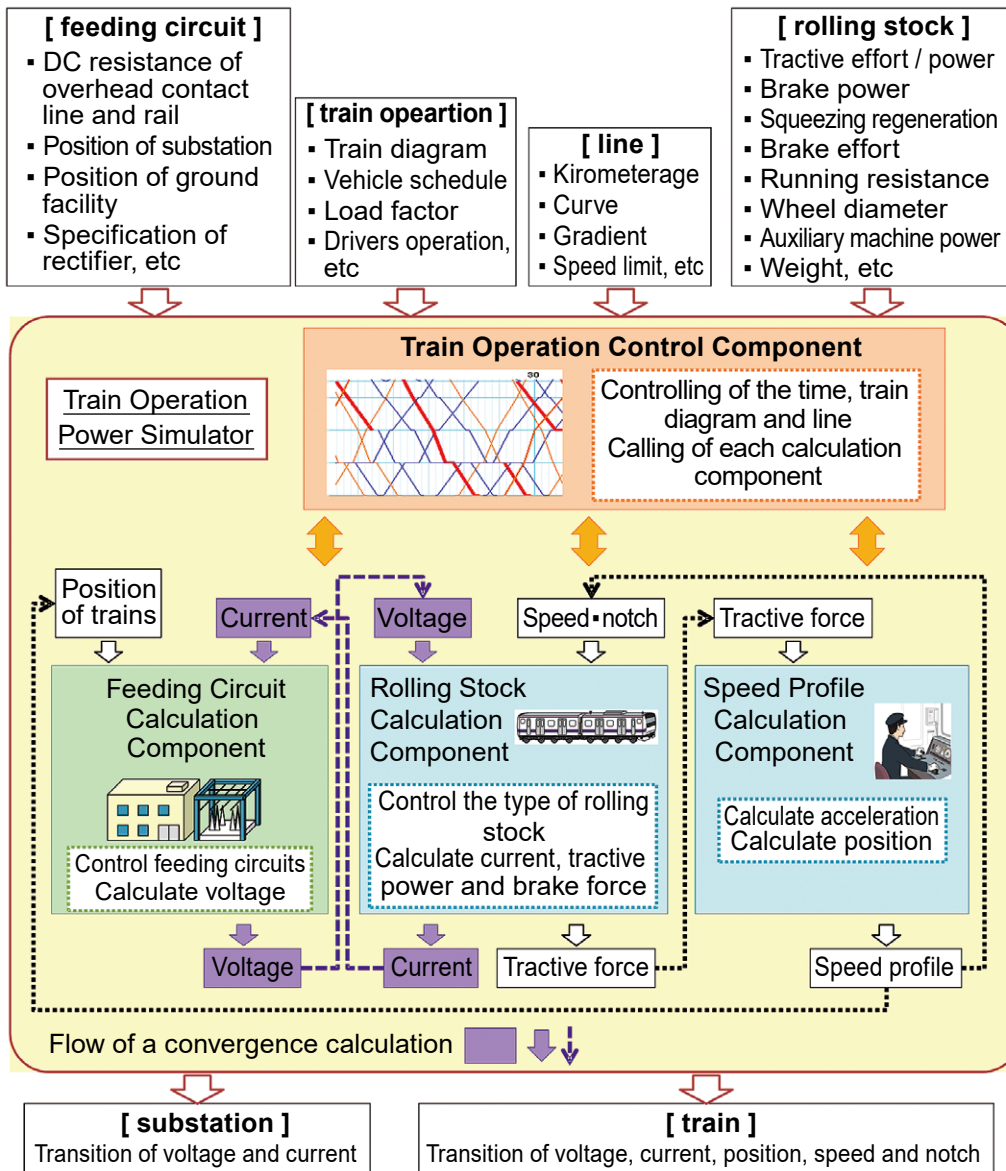 [ feeding circuit ]
▪ DC resistance of
overhead contact
line and rail
▪ Position of substation
▪ Position of ground
facility
▪ Specification of
rectifier, etc
[ train opeartion ]
▪ Train diagram
▪ Vehicle schedule
▪ Load factor
▪ Drivers operation,
etc
[ line ]
▪ Kirometerage
▪ Curve
▪ Gradient
▪ Speed limit, etc
[ rolling stock ]
▪ Tractive effort / power
▪ Brake power
▪ Squeezing regeneration
▪ Brake effort
▪ Running resistance
▪ Wheel diameter
▪ Auxiliary machine power
▪ Weight, etc
Train Operation
Power Simulator
Train Operation Control Component
30
Controlling of the time, train
diagram and line
Calling of each calculation
component
Position
of trains
Current
Voltage
Speed▪notch
Tractive force
Feeding Circuit
Calculation
Component
Control feeding circuits
Calculate voltage
Rolling Stock
Calculation
Component
Control the type of rolling
stock
Calculate current, tractive
power and brake force
Speed Profile
Calculation
Component
Calculate acceleration
Calculate position
Voltage
Current
Tractive force
Speed profile
Flow of a convergence calculation
[ substation ]
Transition of voltage and current
[ train ]
Transition of voltage, current, position, speed and notch